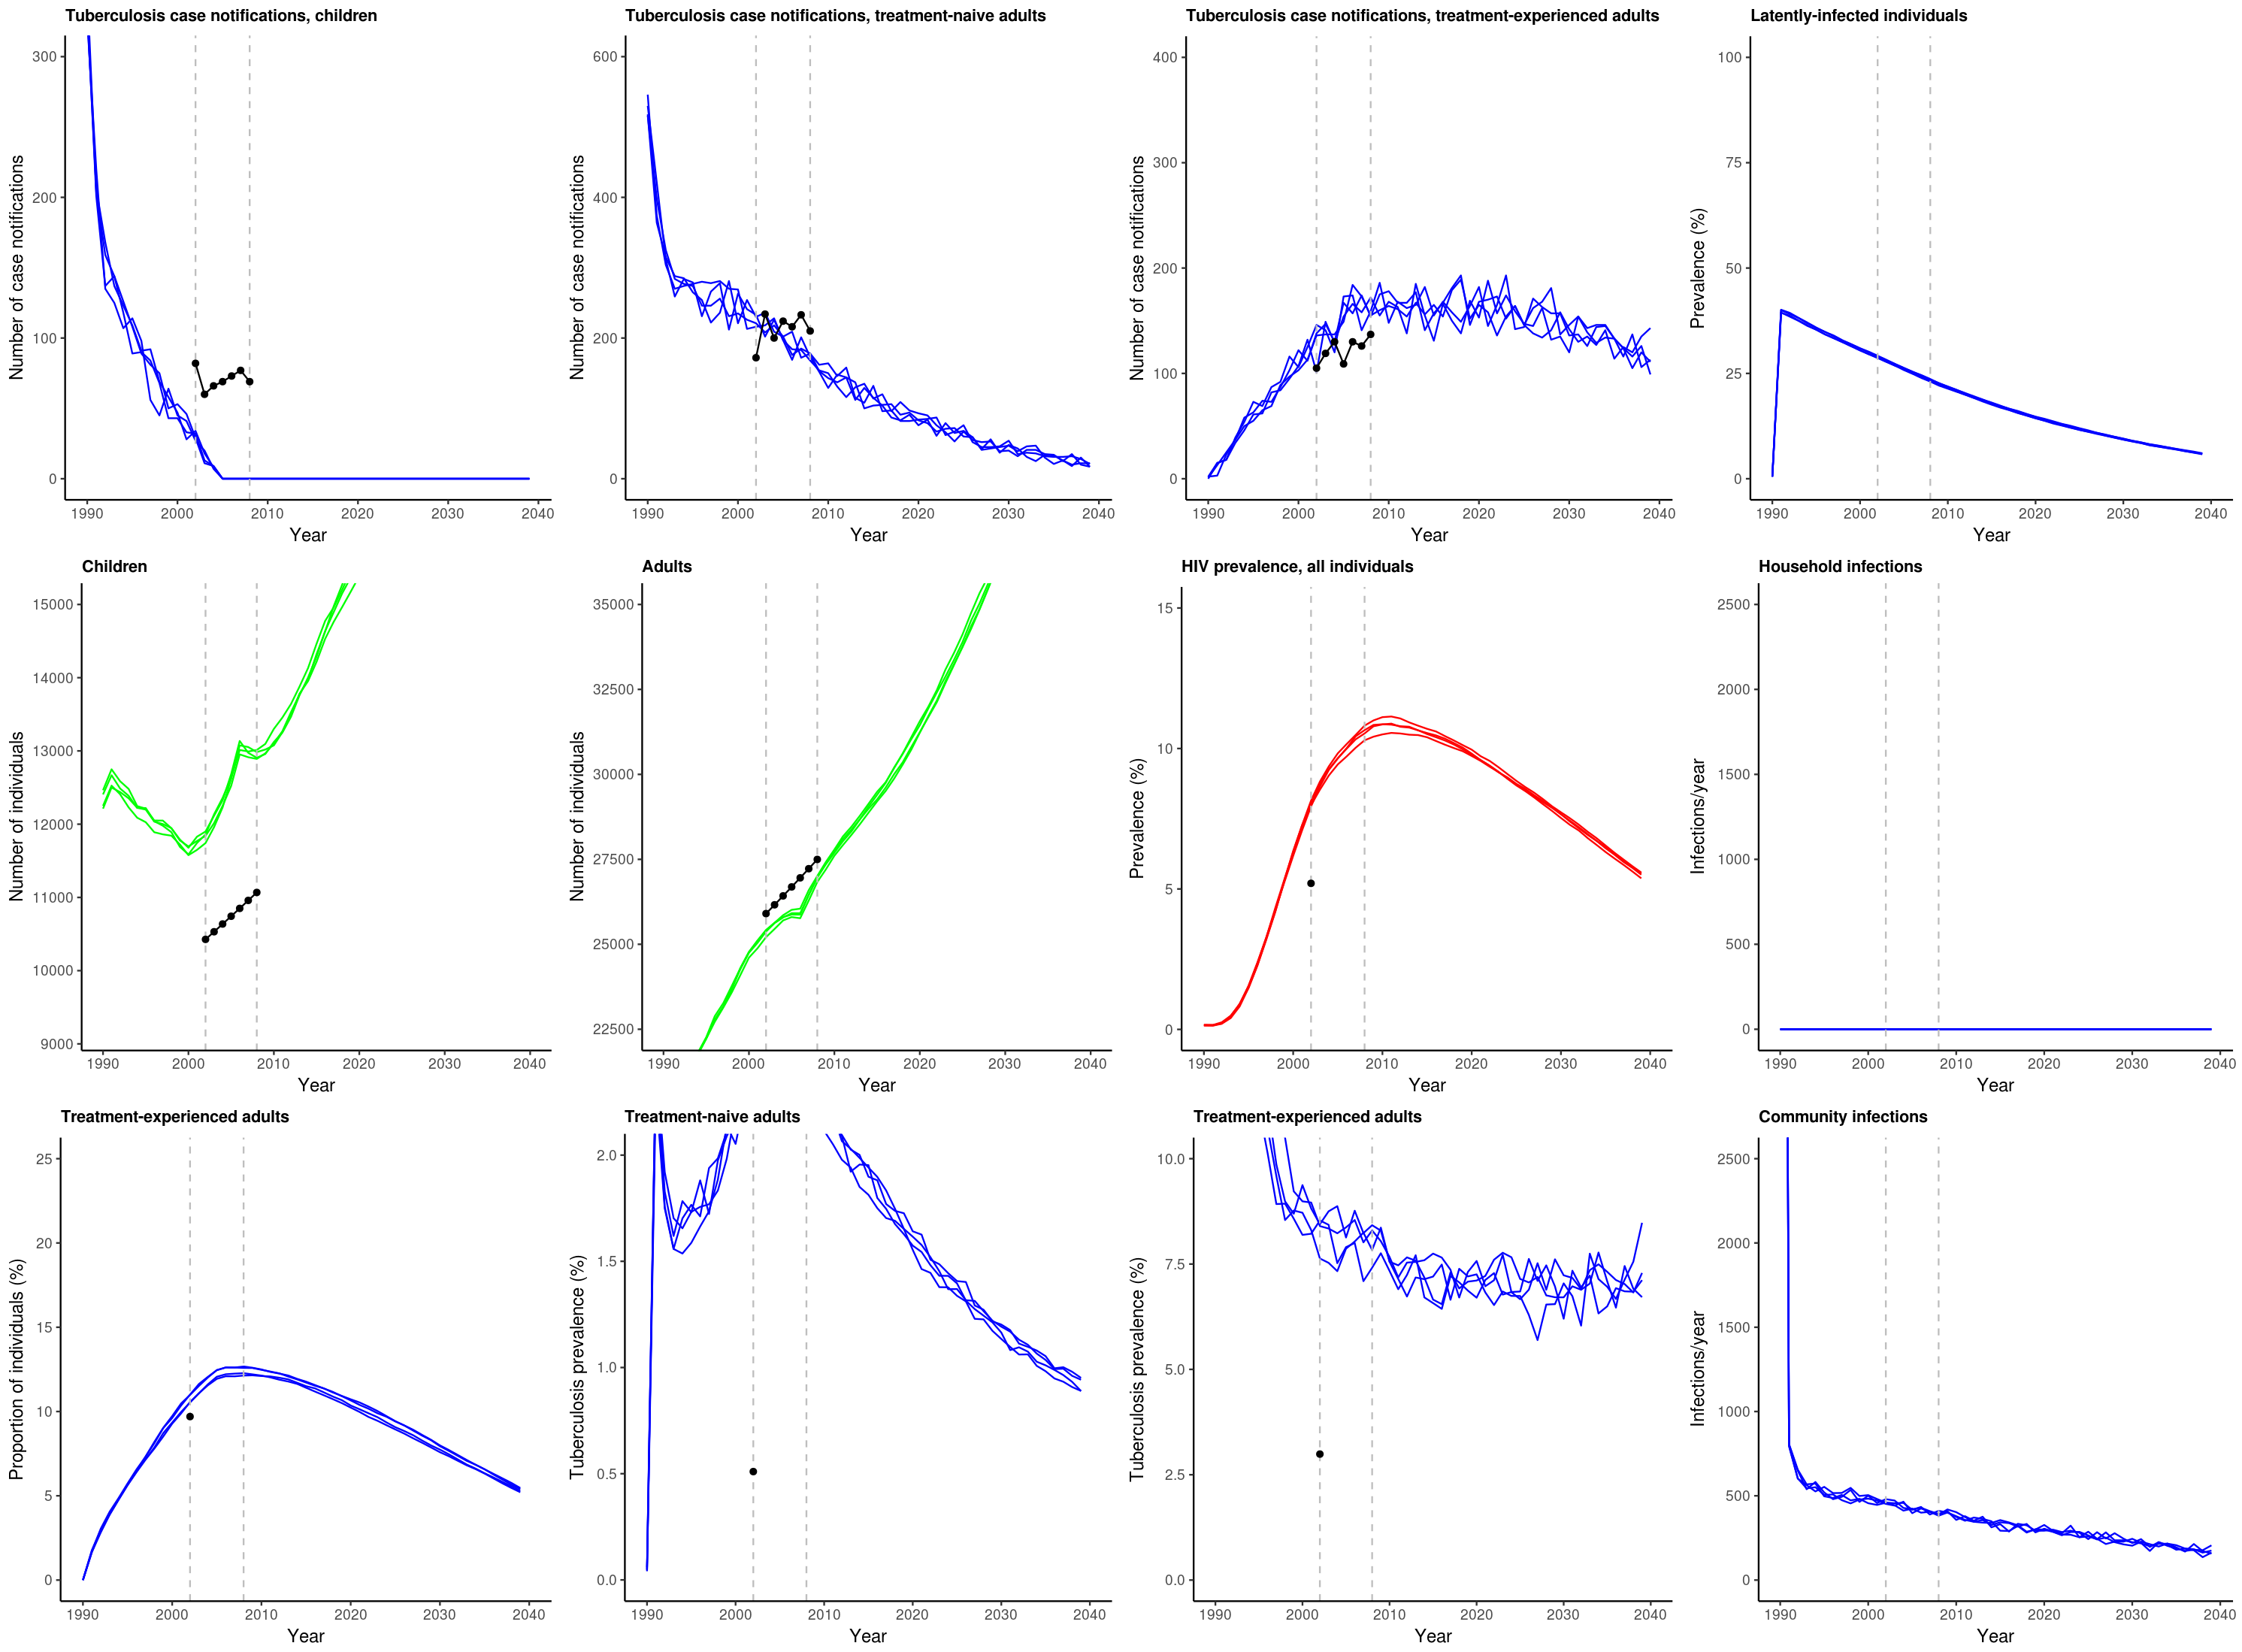 Tuberculosis case notifications, children
Number of case notifications
300
200
100
0
1990 2000 2010 2020 2030 2040
Year
Tuberculosis case notifications, treatment-naive adults
Number of case notifications
600
400
200
0
1990 2000 2010 2020 2030 2040
Year
Tuberculosis case notifications, treatment-experienced adults
Number of case notifications
400
300
200
100
0
1990 2000 2010 2020 2030 2040
Year
Latently-infected individuals
Prevalence (%)
100
75
50
25
0
1990 2000 2010 2020 2030 2040
Year
Children
Number of individuals
15000
14000
13000
12000
11000
10000
9000
1990 2000 2010 2020 2030 2040
Year
Adults
Number of individuals
35000
32500
30000
27500
25000
22500
1990 2000 2010 2020 2030 2040
Year
HIV prevalence, all individuals
Prevalence (%)
15
10
5
0
1990 2000 2010 2020 2030 2040
Year
Household infections
Infections/year
2500
2000
1500
1000
500
0
1990 2000 2010 2020 2030 2040
Year
Treatment-experienced adults
Proportion of individuals (%)
25
20
15
10
5
0
1990 2000 2010 2020 2030 2040
Year
Treatment-naive adults
Tuberculosis prevalence (%)
2.0
1.5
1.0
0.5
0.0
1990 2000 2010 2020 2030 2040
Year
Treatment-experienced adults
Tuberculosis prevalence (%)
10.0
7.5
5.0
2.5
0.0
1990 2000 2010 2020 2030 2040
Year
Community infections
Infections/year
2500
2000
1500
1000
500
0
1990 2000 2010 2020 2030 2040
Year